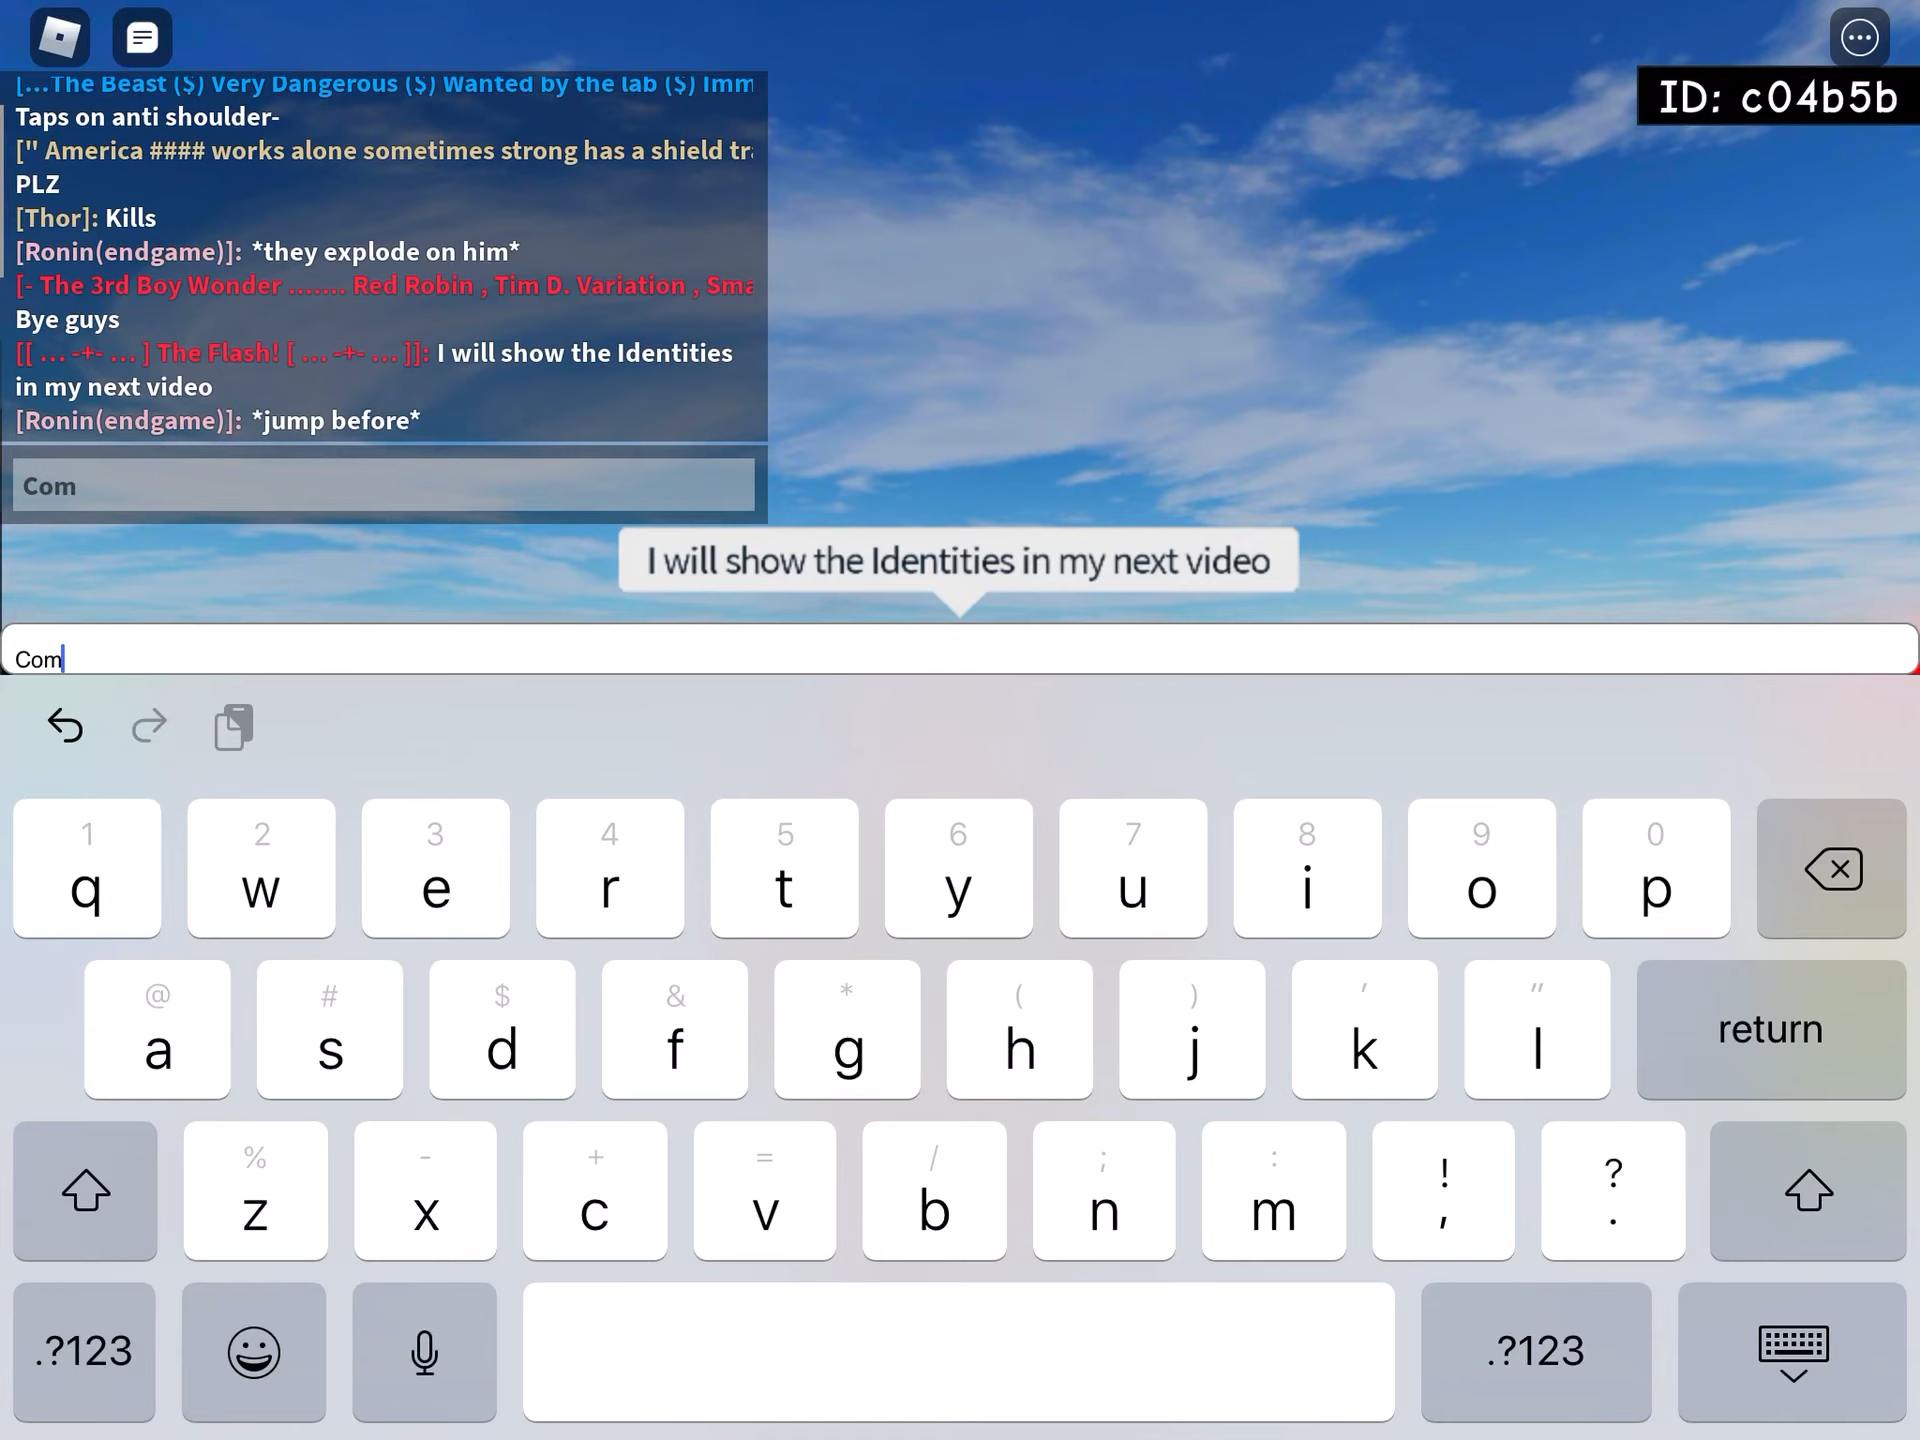 [...The Beast ($) Very Dangerous ($) Wanted by the lab ($) Imm
ID: c04b5b
Taps on anti shoulder-
[" America #### works alone sometimes strong has a shield tra
PLZ
[Thor]: Kills
[Ronin(endgame)]: *they explode on him*
[- The 3rd Boy Wonder ....... Red Robin , Tim D. Variation , Sma
Bye guys
[[ ... -+- ... ] The Flash! [ ... -+- ... ]]: I will show the Identities
in my next video
[Ronin(endgame)]: *jump before*
Com
I will show the Identities in my next video
Com
1 2 3 4 5 6 7 8 9 0
q w e r t y u i o p
@ # $ & * ( ) ' "
a s d f g h j k l return
% - + = / ; : ! ?
z x c v b n m , .
.?123 .?123